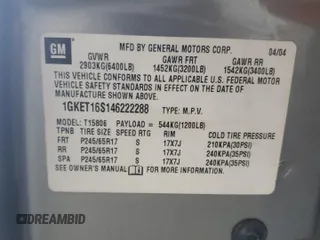 GM
MFD BY GENERAL MOTORS CORP. 04/04
GVWR GAWR FRT GAWR RR
2903KG(6400LB) 1452KG(3200LB) 1542KG(3400LB)
THIS VEHICLE CONFORMS TO ALL APPLICABLE U.S. FEDERAL MOTOR
VEHICLE SAFETY AND THEFT PREVENTION STANDARDS IN EFFECT
ON THE DATE OF MANUFACTURE SHOWN ABOVE.
1GKET16S146222288 TYPE: M.P.V.
MODEL: T15806 PAYLOAD = 544KG(1200LB)
TPNB TIRE SIZE SPEED RTG RIM COLD TIRE PRESSURE
FRT P245/65R17 S 17X7J 210KPA(30PSI)
RR P245/65R17 S 17X7J 240KPA(35PSI)
SPA P245/65R17 S 17X7J 240KPA(35PSI)
SEE OWNER'S MANUAL FOR MORE INFORMATION
DREAMBID